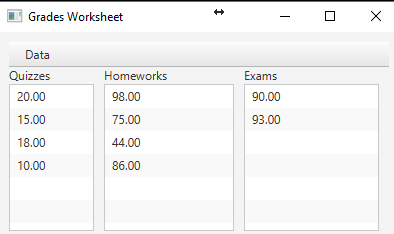 Grades Worksheet
Data
Quizzes Homeworks Exams
20.00 98.00 90.00
15.00 75.00 93.00
18.00 44.00
10.00 86.00